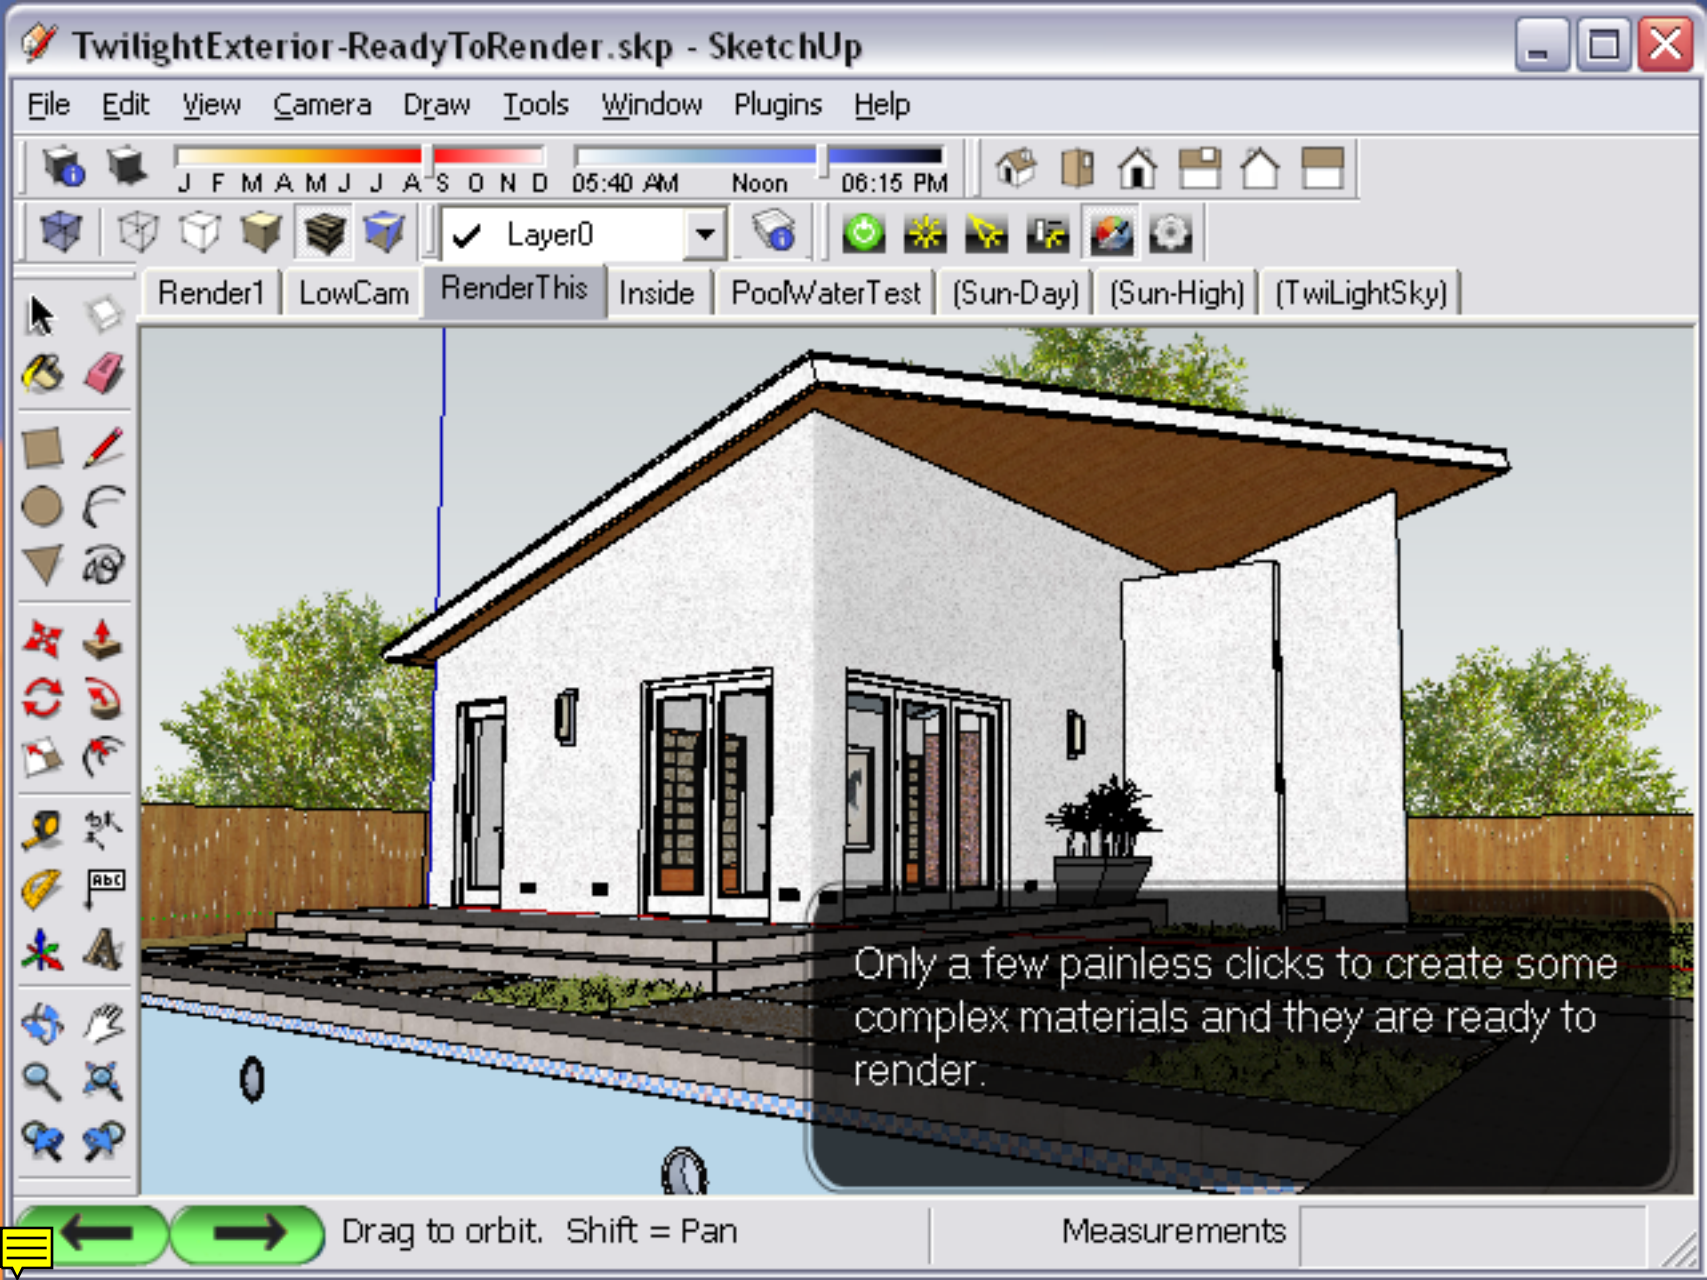 TwilightExterior-ReadyToRender.skp - SketchUp
File Edit View Camera Draw Tools Window Plugins Help
J F M A M J J A S O N D 05:40 AM Noon 06:15 PM
Layer0
Render1 LowCam RenderThis Inside PoolWaterTest (Sun-Day) (Sun-High) (TwiLightSky)
Abc
Only a few painless clicks to create some
complex materials and they are ready to
render.
Drag to orbit. Shift = Pan Measurements